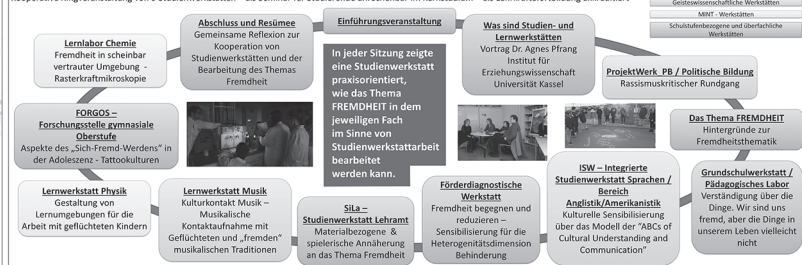 Geisteswissenschaftliche Werkstätten
MINT - Werkstätten
Schulstufenbezogene und überfachliche
Werkstätten
Einführungsveranstaltung
Was sind Studien- und
Lernwerkstätten
Vortrag Dr. Agnes Pfrang
Institut für
Erziehungswissenschaft
Universität Kassel
ProjektWerk_PB / Politische Bildung
Rassismuskritischer Rundgang
Das Thema FREMDHEIT
Hintergründe zur
Fremdheitsthematik
Grundschulwerkstatt /
Pädagogisches Labor
Verständigung über die
Dinge. Wir sind uns
fremd, aber die Dinge in
unserem Leben vielleicht
nicht
ISW – Integrierte
Studienwerkstatt Sprachen /
Bereich
Anglistik/Amerikanistik
Kulturelle Sensibilisierung
über das Modell der "ABCs of
Cultural Understanding and
Communication"
Förderdiagnostische
Werkstatt
Fremdheit begegnen und
reduzieren –
Sensibilisierung für die
Heterogenitätsdimension
Behinderung
SiLa –
Studienwerkstatt Lehramt
Materialbezogene &
spielerische Annäherung
an das Thema Fremdheit
Lernwerkstatt Musik
Kulturkontakt Musik –
Musikalische
Kontaktaufnahme mit
Geflüchteten und „fremden"
musikalischen Traditionen
Lernwerkstatt Physik
Gestaltung von
Lernumgebungen für die
Arbeit mit geflüchteten Kindern
FORGOS –
Forschungsstelle gymnasiale
Oberstufe
Aspekte des „Sich-Fremd-Werdens" in
der Adoleszenz - Tattookulturen
Lernlabor Chemie
Fremdheit in scheinbar
vertrauter Umgebung -
Rasterkraftmikroskopie
Abschluss und Resümee
Gemeinsame Reflexion zur
Kooperation von
Studienwerkstätten und der
Bearbeitung des Themas
Fremdheit
In jeder Sitzung zeigte
eine Studienwerkstatt
praxisorientiert,
wie das Thema
FREMDHEIT in dem
jeweiligen Fach
im Sinne von
Studienwerkstattarbeit
bearbeitet
werden kann.